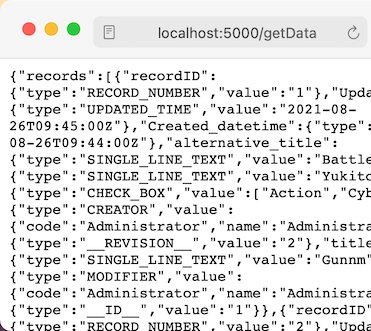 localhost:5000/getData
{"records":[{"recordID":
{"type":"RECORD_NUMBER","value":"1"},"Upda
{"type":"UPDATED_TIME","value":"2021-08-
26T09:45:00Z"},"Created_datetime":{"type":
08-26T09:44:00Z"},"alternative_title":
{"type":"SINGLE_LINE_TEXT","value":"Battle
{"type":"SINGLE_LINE_TEXT","value":"Yukito
{"type":"CHECK_BOX","value":["Action","Cyb
{"type":"CREATOR","value":
{"code":"Administrator","name":"Administra
{"type":"__REVISION__","value":"2"},"title
{"type":"SINGLE_LINE_TEXT","value":"Gunnm"
{"type":"MODIFIER","value":
{"code":"Administrator","name":"Administra
{"type":"__ID__","value":"1"}},{"recordID"
{"type":"RECORD_NUMBER","value":"2"},"Upda